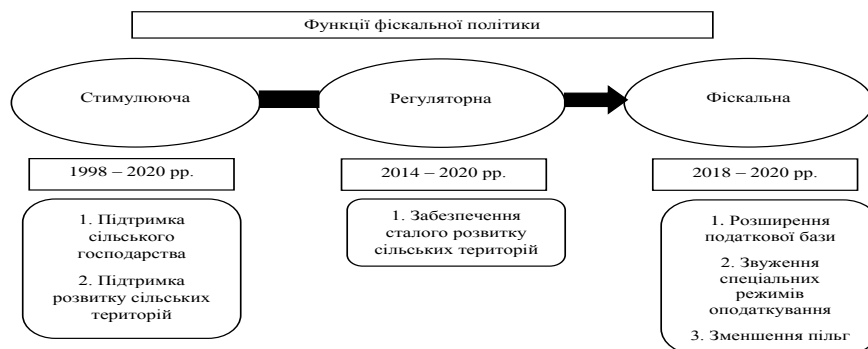 Функції фіскальної політики
Стимулююча
Регуляторна
Фіскальна
1998 – 2020 рр.
2014 – 2020 рр.
2018 – 2020 рр.
1. Підтримка
сільського
господарства
2. Підтримка
розвитку сільських
територій
1. Забезпечення
сталого розвитку
сільських територій
1. Розширення
податкової бази
2. Звуження
спеціальних
режимів
оподаткування
3. Зменшення пільг